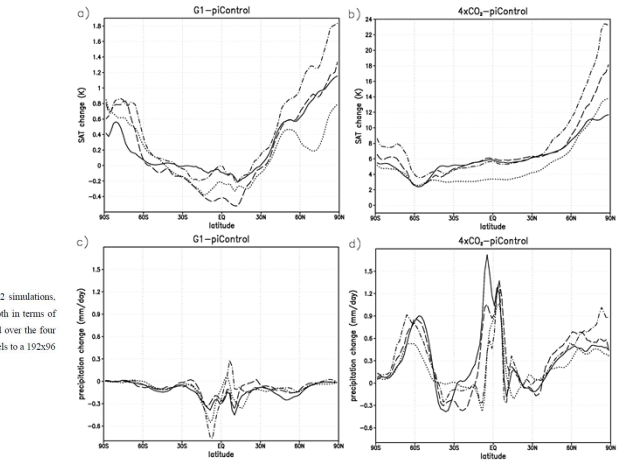 a)
G1-piControl
1.8
1.6
1.4
1.2
1
0.8
0.6
0.4
0.2
0
-0.2
-0.4
SAT change (K)
90S 60S 30S EQ 30N 60N 90N
latitude
b)
4xCO₂-piControl
24
22
20
18
16
14
12
10
8
6
4
2
0
SAT change (K)
90S 60S 30S EQ 30N 60N 90N
latitude
2 simulations,
oth in terms of
d over the four
els to a 192x96
c)
G1-piControl
1.5
1.2
0.9
0.6
0.3
0
-0.3
-0.6
precipitation change (mm/day)
90S 60S 30S EQ 30N 60N 90N
latitude
d)
4xCO₂-piControl
1.5
1.2
0.9
0.6
0.3
0
-0.3
-0.6
precipitation change (mm/day)
90S 60S 30S EQ 30N 60N 90N
latitude